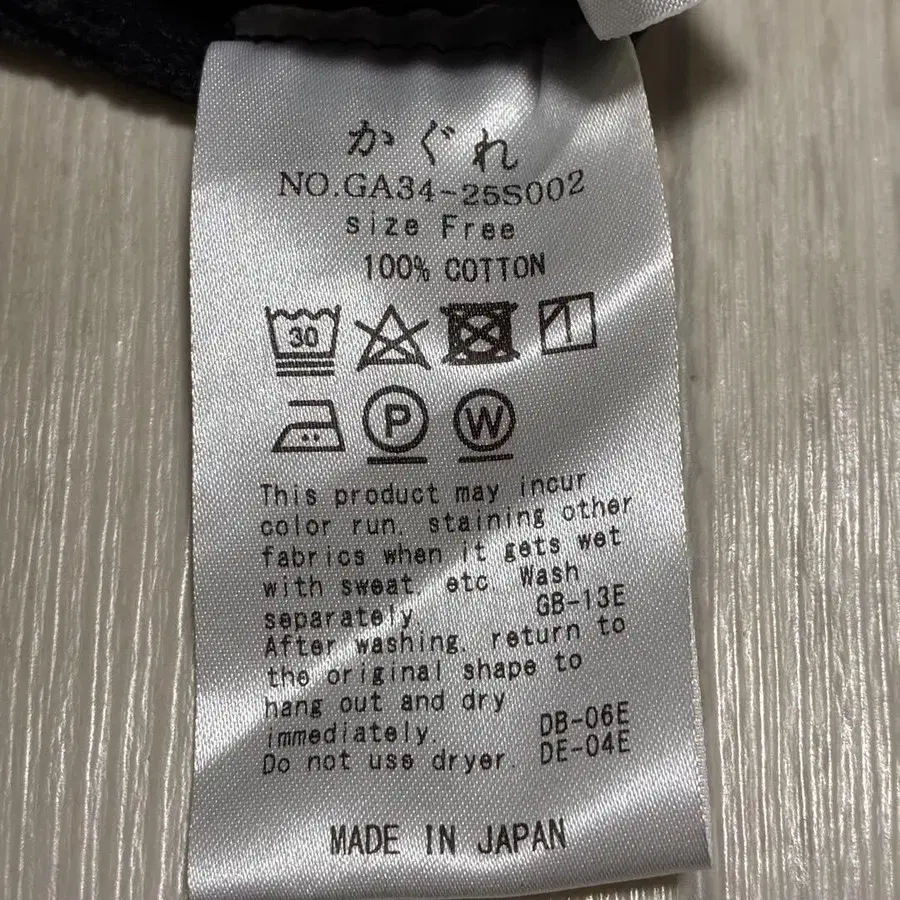 かぐれ
NO.GA34-25S002
size Free
100% COTTON
30
P W
This product may incur
color run, staining other
fabrics when it gets wet
with sweat, etc. Wash
separately. GB-13E
After washing, return to
the original shape to
hang out and dry
immediately. DB-06E
Do not use dryer. DE-04E
MADE IN JAPAN